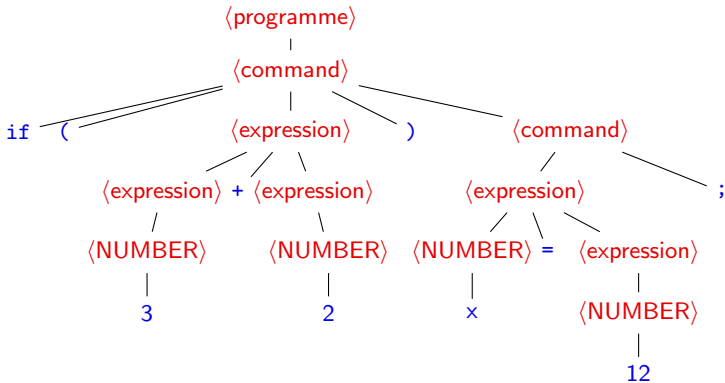 ⟨programme⟩
⟨command⟩
if ( ⟨expression⟩ ) ⟨command⟩
⟨expression⟩ + ⟨expression⟩ ⟨expression⟩ ;
⟨NUMBER⟩ ⟨NUMBER⟩ ⟨NUMBER⟩ = ⟨expression⟩
3 2 x ⟨NUMBER⟩
12